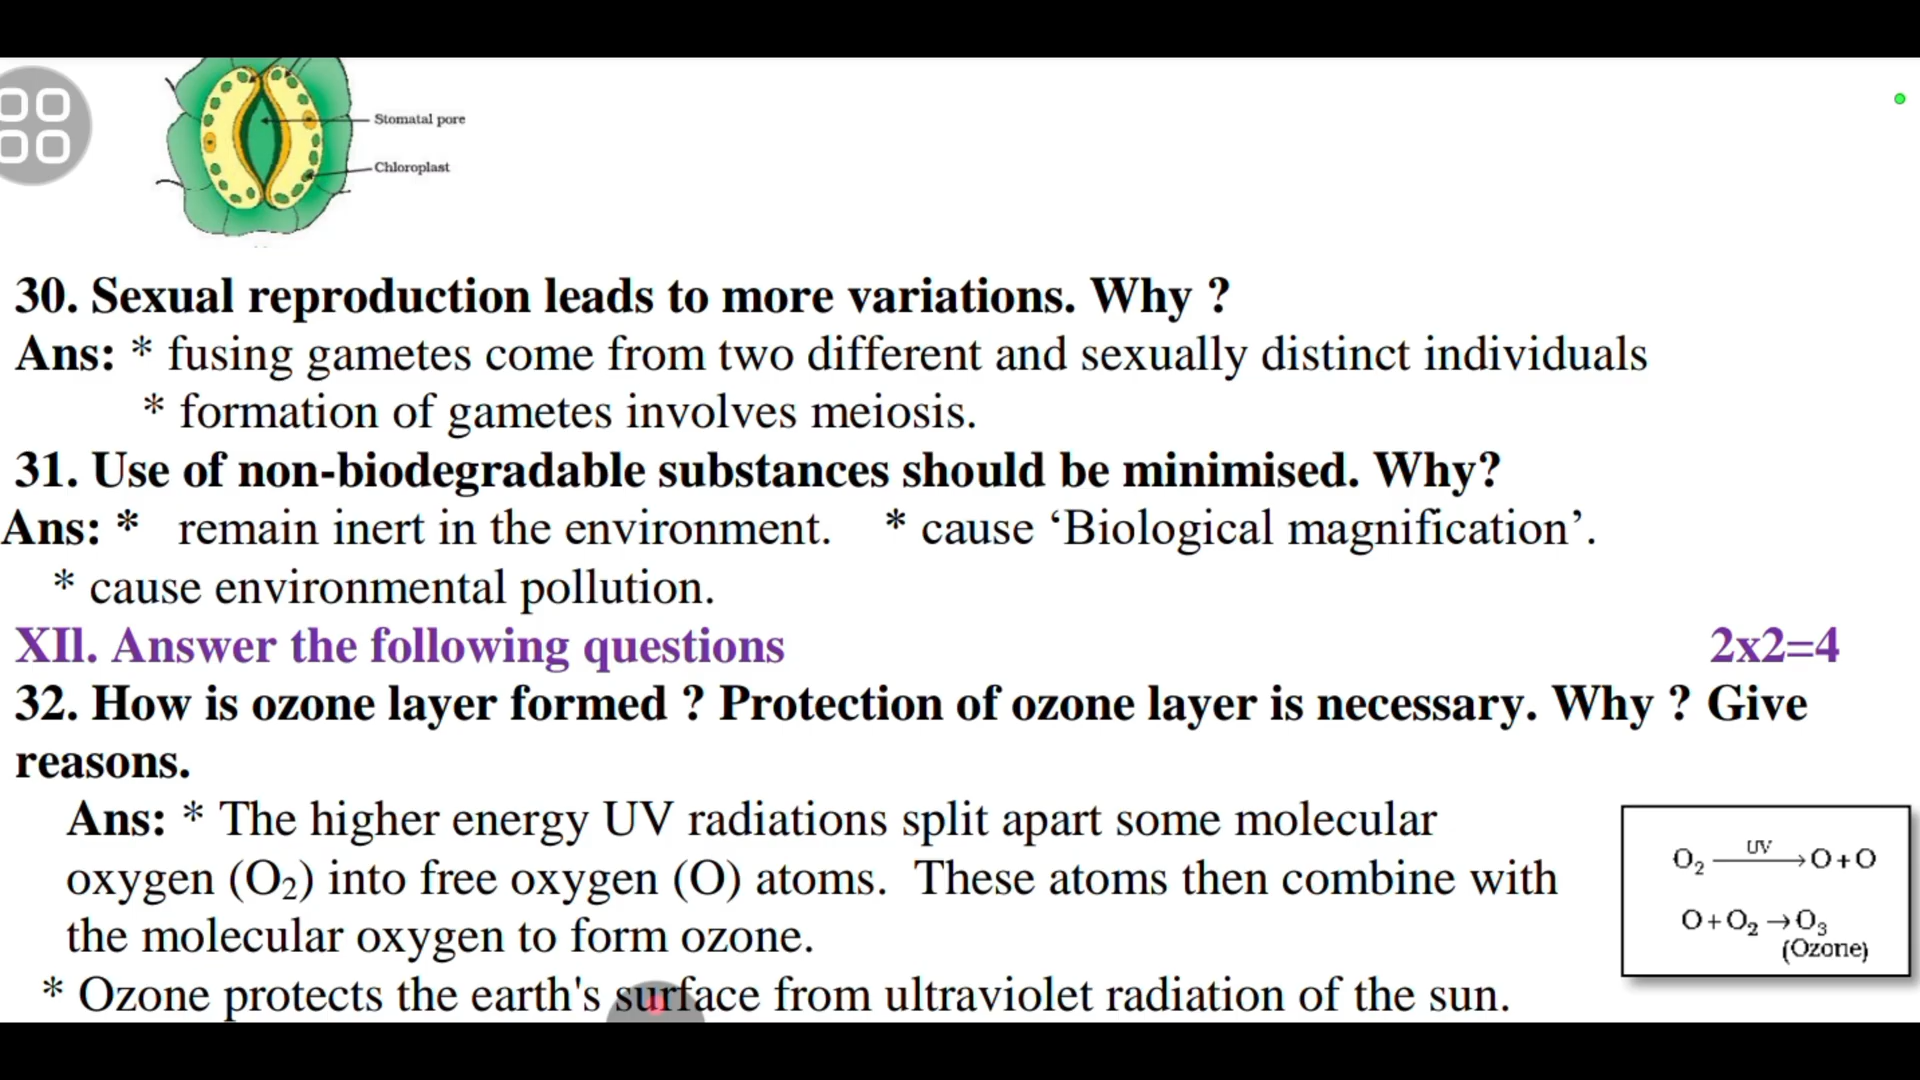 Stomatal pore
Chloroplast
30. Sexual reproduction leads to more variations. Why ?
Ans: * fusing gametes come from two different and sexually distinct individuals
* formation of gametes involves meiosis.
31. Use of non-biodegradable substances should be minimised. Why?
Ans: * remain inert in the environment. * cause ‘Biological magnification’.
* cause environmental pollution.
XIl. Answer the following questions 2x2=4
32. How is ozone layer formed ? Protection of ozone layer is necessary. Why ? Give
reasons.
Ans: * The higher energy UV radiations split apart some molecular
oxygen (O₂) into free oxygen (O) atoms. These atoms then combine with
the molecular oxygen to form ozone.
* Ozone protects the earth's surface from ultraviolet radiation of the sun.
UV
O₂ → O + O
O + O₂ → O₃
(Ozone)